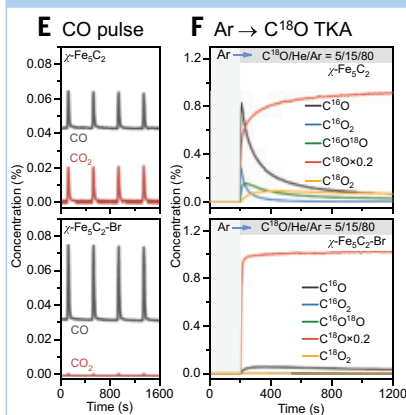 E CO pulse
F Ar → C¹⁸O TKA
χ-Fe₅C₂
CO
CO₂
0.08
0.06
0.04
0.02
0.00
χ-Fe₅C₂-Br
CO
CO₂
0.08
0.06
0.04
0.02
0.00
Concentration (%)
0 800 1600
Time (s)
Ar → C¹⁸O/He/Ar = 5/15/80
χ-Fe₅C₂
C¹⁶O
C¹⁶O₂
C¹⁶O¹⁸O
C¹⁸O×0.2
C¹⁸O₂
1.2
0.8
0.4
0.0
Ar → C¹⁸O/He/Ar = 5/15/80
χ-Fe₅C₂-Br
C¹⁶O
C¹⁶O₂
C¹⁶O¹⁸O
C¹⁸O×0.2
C¹⁸O₂
1.2
0.8
0.4
0.0
Concentration (%)
0 400 800 1200
Time (s)